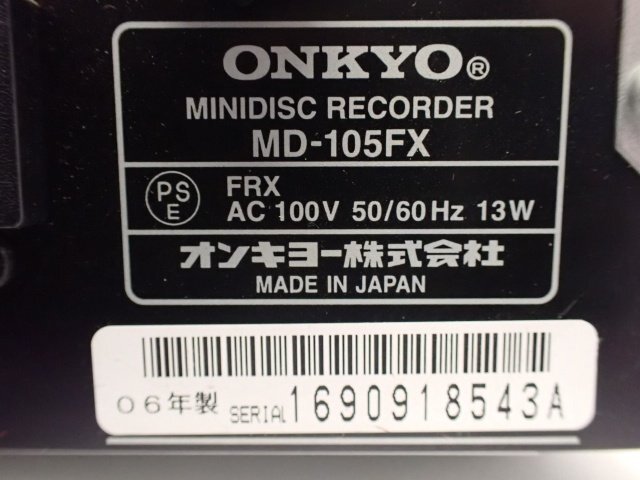 ONKYO®
MINIDISC RECORDER
MD-105FX
PS
E
FRX
AC 100V 50/60Hz 13W
オンキヨー株式会社
MADE IN JAPAN
06年製 SERIAL 1690918543A